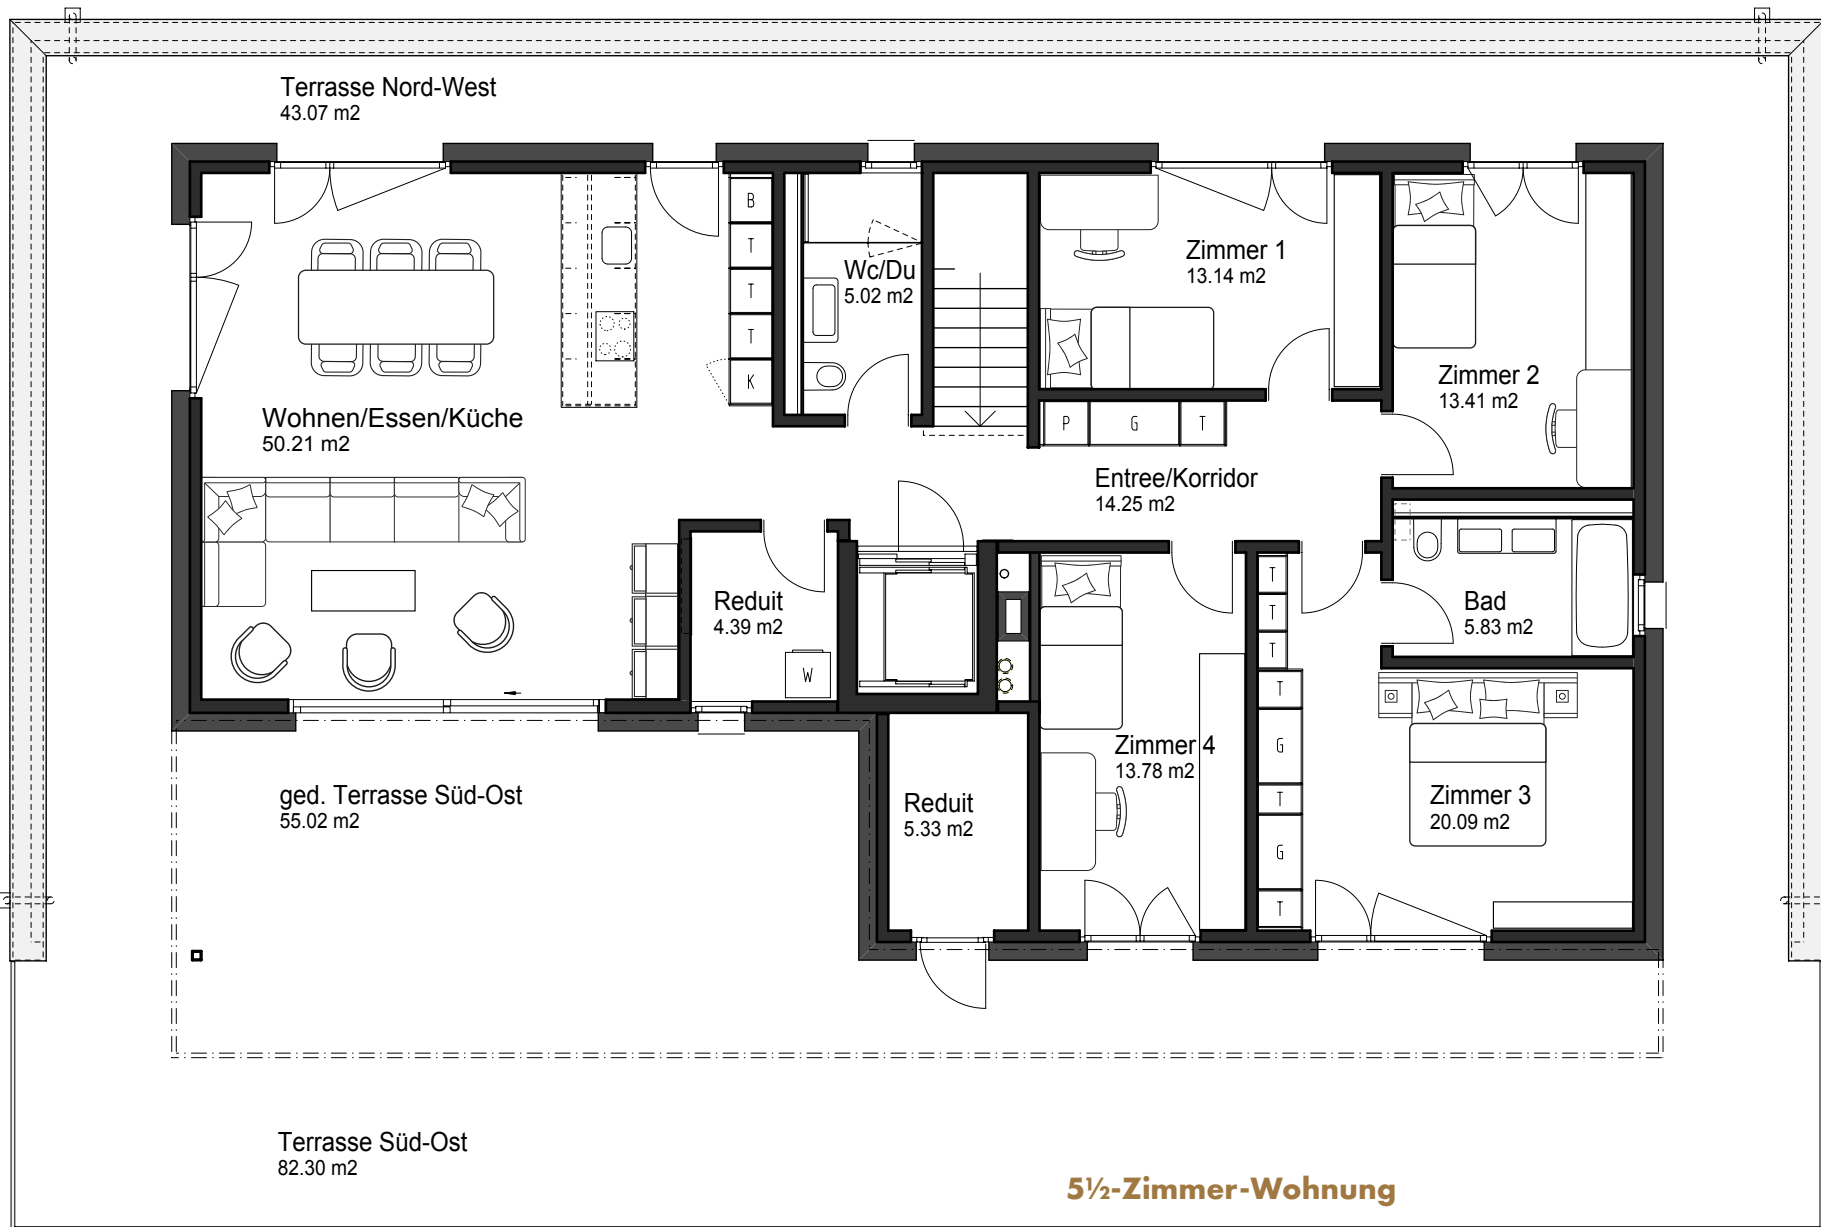 Terrasse Nord-West
43.07 m2
B
T
T
T
K
Wc/Du
5.02 m2
Zimmer 1
13.14 m2
Zimmer 2
13.41 m2
Wohnen/Essen/Küche
50.21 m2
P
G
T
Entree/Korridor
14.25 m2
Reduit
4.39 m2
W
Bad
5.83 m2
T
T
T
T
G
T
G
T
Zimmer 4
13.78 m2
Zimmer 3
20.09 m2
ged. Terrasse Süd-Ost
55.02 m2
Reduit
5.33 m2
Terrasse Süd-Ost
82.30 m2
5½-Zimmer-Wohnung